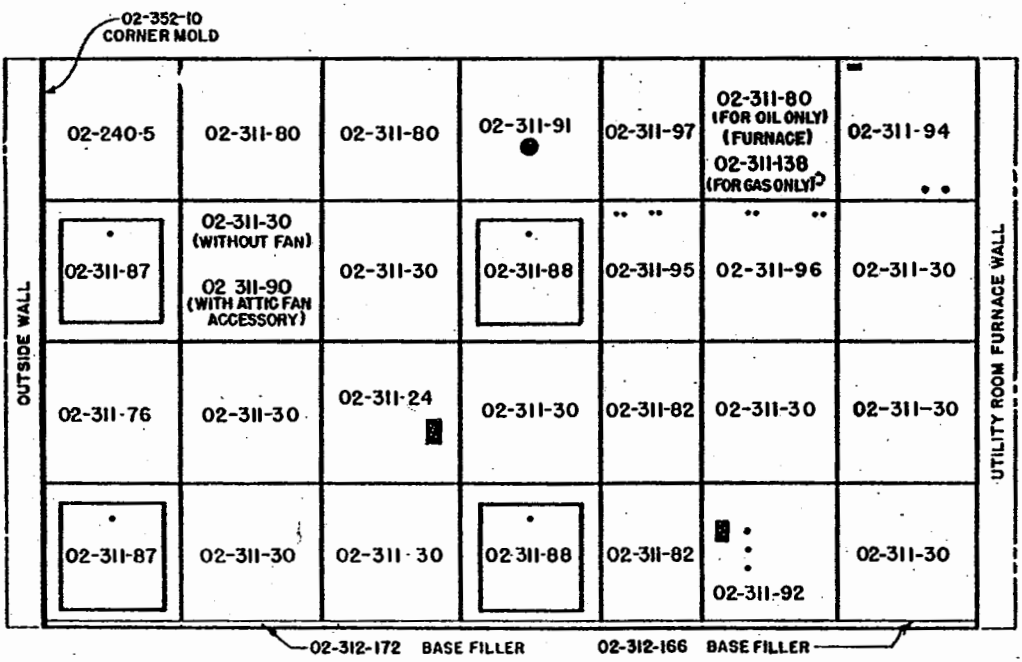 02-352-10
CORNER MOLD
02-240-5
02-311-80
02-311-80
02-311-91
02-311-97
02-311-80
(FOR OIL ONLY)
(FURNACE)
02-311-138
(FOR GAS ONLY)
02-311-94
02-311-87
02-311-30
(WITHOUT FAN)
02 311-90
(WITH ATTIC FAN
ACCESSORY)
02-311-30
02-311-88
02-311-95
02-311-96
02-311-30
OUTSIDE WALL
UTILITY ROOM FURNACE WALL
02-311-76
02-311-30
02-311-24
02-311-30
02-311-82
02-311-30
02-311-30
02-311-87
02-311-30
02-311-30
02-311-88
02-311-82
02-311-92
02-311-30
02-312-172 BASE FILLER
02-312-166 BASE FILLER